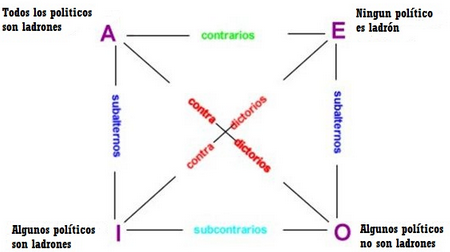 Todos los politicos
son ladrones
Ningun político
es ladrón
A
contrarios
E
subalternos
contra
dictorios
contra
dictorios
subalternos
Algunos políticos
son ladrones
I
subcontrarios
O
Algunos políticos
no son ladrones